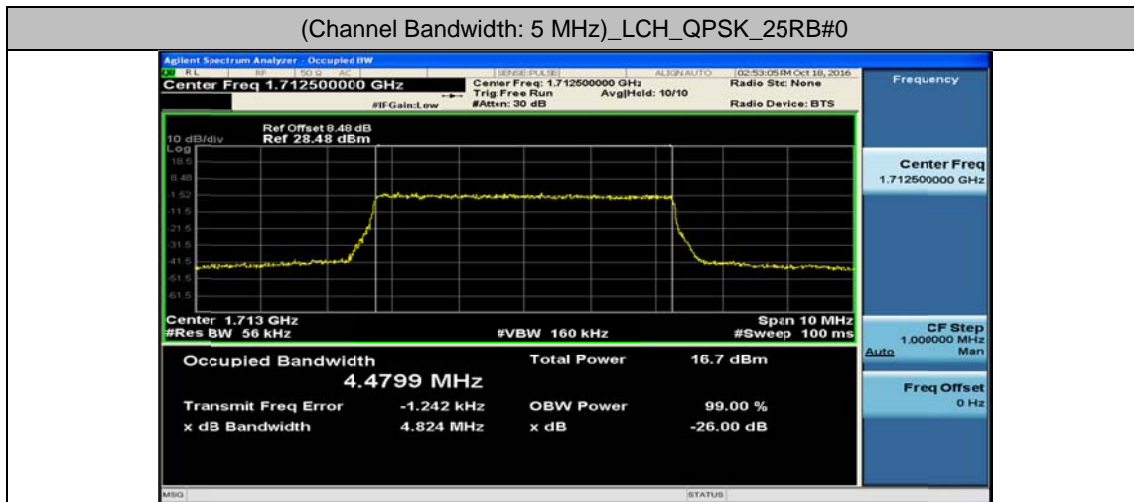 (Channel Bandwidth: 5 MHz)_LCH_QPSK_25RB#0
Agilent Spectrum Analyzer - Occupied BW
RL RF 50 Ω AC SENSE:PULSE ALIGN AUTO 02:53:05 PM Oct 18, 2016
Center Freq 1.712500000 GHz
Center Freq: 1.712500000 GHz
Radio Std: None
Trig: Free Run
Avg|Hold: 10/10
#IFGain:Low
#Atten: 30 dB
Radio Device: BTS
Ref Offset 8.48 dB
10 dB/div
Ref 28.48 dBm
Log
18.5
8.48
-1.52
-11.5
-21.5
-31.5
-41.5
-51.5
-61.5
Center 1.713 GHz
Span 10 MHz
#Res BW 56 kHz
#VBW 160 kHz
#Sweep 100 ms
Occupied Bandwidth
Total Power
16.7 dBm
4.4799 MHz
Transmit Freq Error
-1.242 kHz
OBW Power
99.00 %
x dB Bandwidth
4.824 MHz
x dB
-26.00 dB
MSG
STATUS
Frequency
Center Freq
1.712500000 GHz
CF Step
1.000000 MHz
Auto Man
Freq Offset
0 Hz